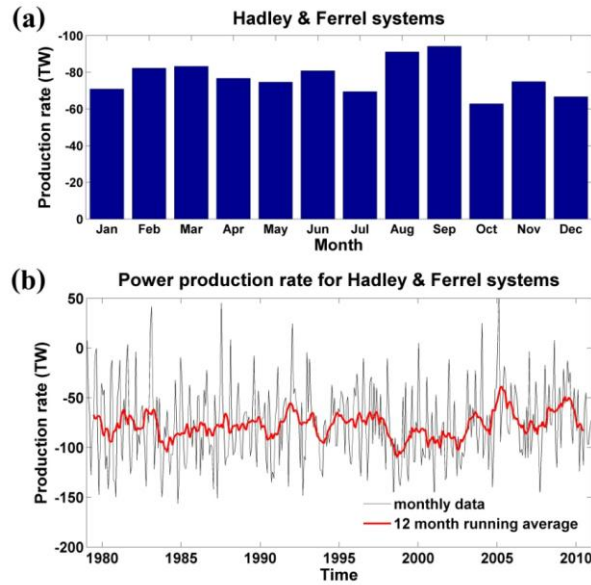 (a)
Hadley & Ferrel systems
Production rate (TW)
-100
-80
-60
-40
-20
0
Jan Feb Mar Apr May Jun Jul Aug Sep Oct Nov Dec
Month
(b)
Power production rate for Hadley & Ferrel systems
Production rate (TW)
50
0
-50
-100
-150
-200
monthly data
12 month running average
1980 1985 1990 1995 2000 2005 2010
Time